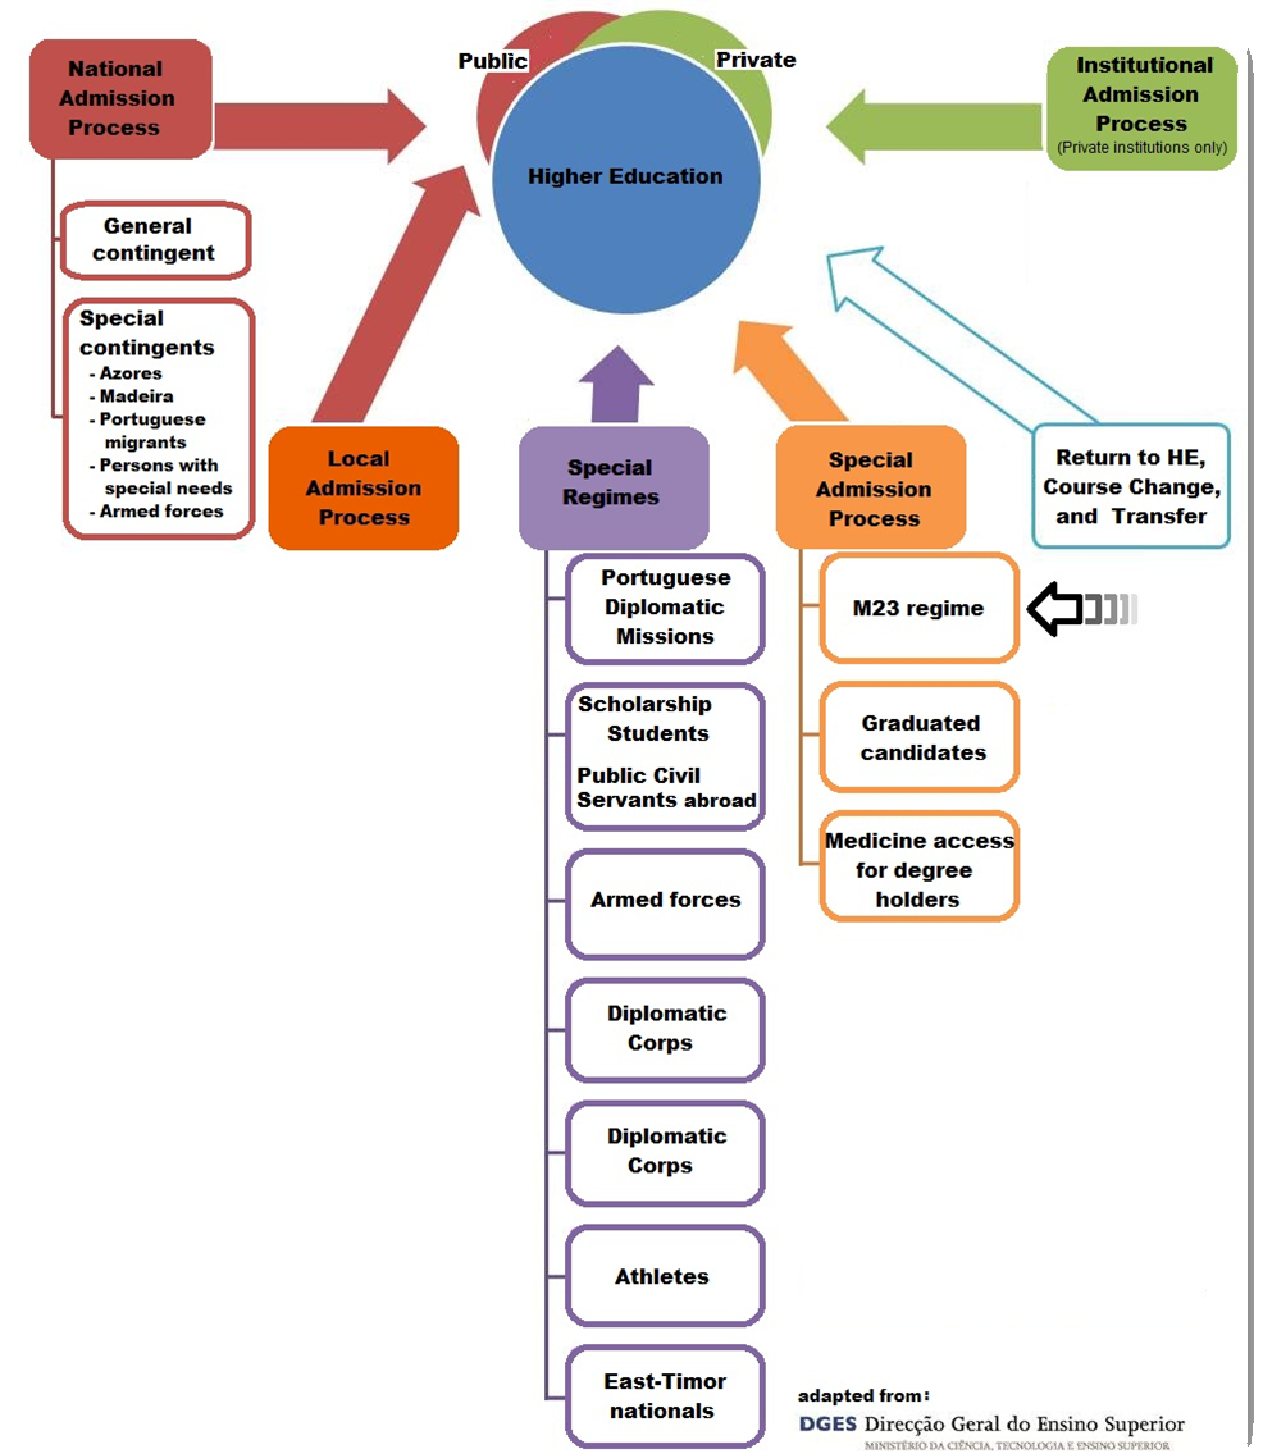 Public
Private
National
Admission
Process
Institutional
Admission
Process
(Private institutions only)
Higher Education
General
contingent
Special
contingents
- Azores
- Madeira
- Portuguese
migrants
- Persons with
special needs
- Armed forces
Local
Admission
Process
Special
Regimes
Special
Admission
Process
Return to HE,
Course Change,
and Transfer
Portuguese
Diplomatic
Missions
Scholarship
Students
Public Civil
Servants abroad
Armed forces
Diplomatic
Corps
Diplomatic
Corps
Athletes
East-Timor
nationals
M23 regime
Graduated
candidates
Medicine access
for degree
holders
adapted from:
DGES Direcção Geral do Ensino Superior
MINISTÉRIO DA CIÊNCIA, TECNOLOGIA E ENSINO SUPERIOR